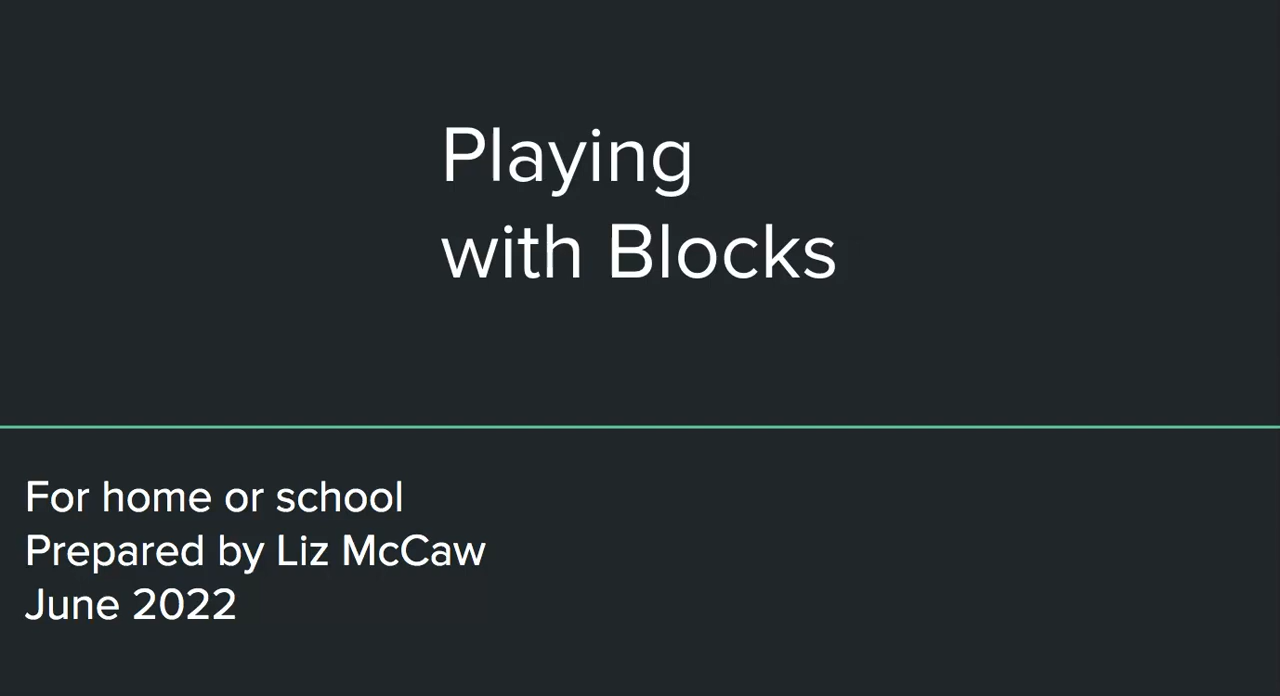 Playing
with Blocks
For home or school
Prepared by Liz McCaw
June 2022